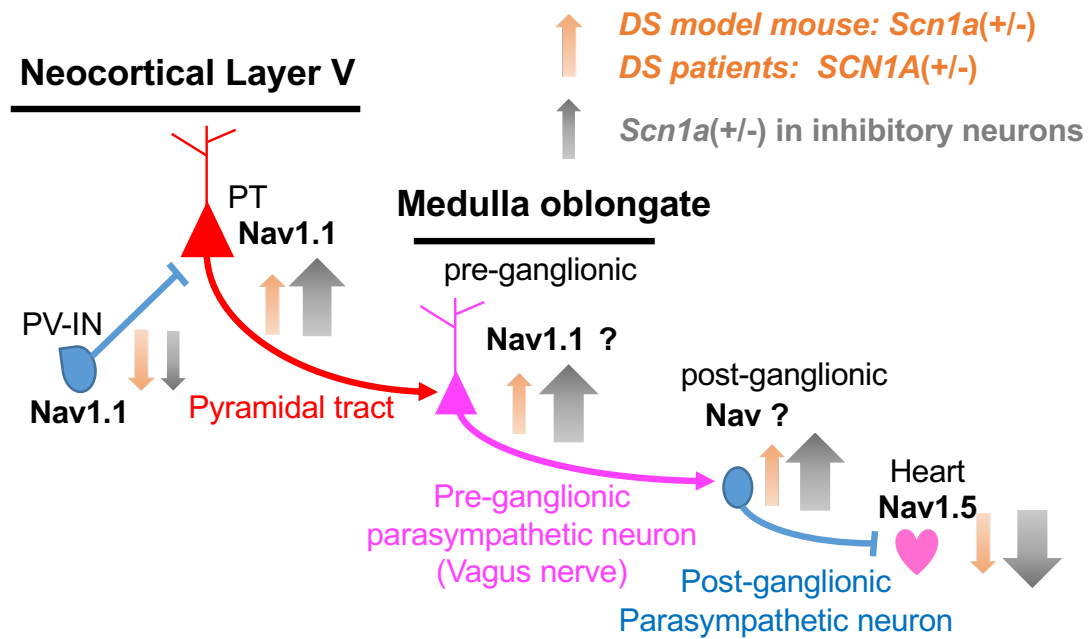 DS model mouse: Scn1a(+/-)
DS patients: SCN1A(+/-)
Scn1a(+/-) in inhibitory neurons
Neocortical Layer V
PT
Nav1.1
PV-IN
Nav1.1
Pyramidal tract
Medulla oblongate
pre-ganglionic
Nav1.1 ?
Pre-ganglionic
parasympathetic neuron
(Vagus nerve)
post-ganglionic
Nav ?
Heart
Nav1.5
Post-ganglionic
Parasympathetic neuron